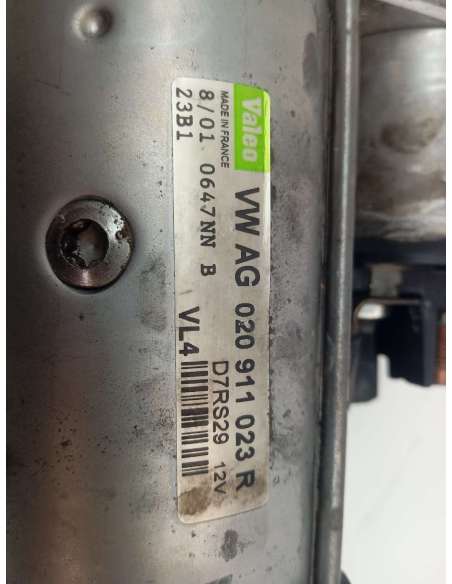 Valeo
MADE IN FRANCE
VW AG 020 911 023 R
D7RS29 12V
8/01 0647NN B
VL4
23B1